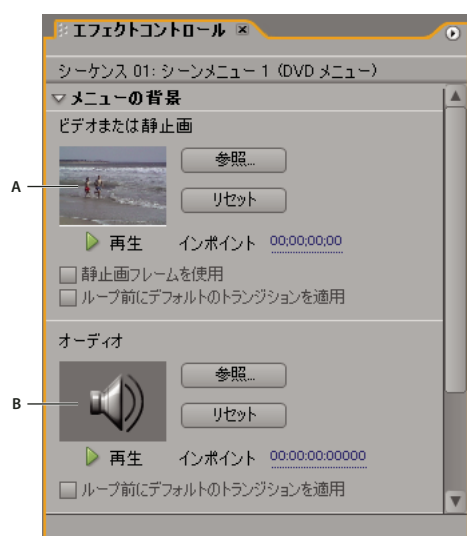 エフェクトコントロール
シーケンス 01: シーンメニュー 1 (DVD メニュー)
メニューの背景
ビデオまたは静止画
A
参照...
リセット
再生 インポイント 00;00;00;00
静止画フレームを使用
ループ前にデフォルトのトランジションを適用
オーディオ
B
参照...
リセット
再生 インポイント 00:00:00:00000
ループ前にデフォルトのトランジションを適用